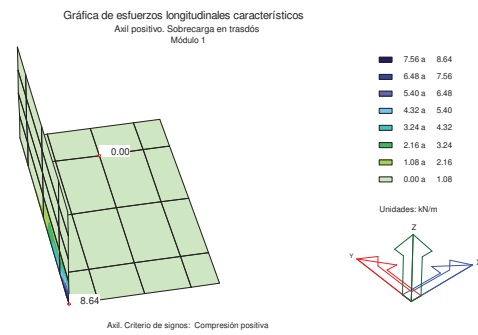 Gráfica de esfuerzos longitudinales característicos
Axil positivo. Sobrecarga en trasdós
Módulo 1
7.56 a 8.64
6.48 a 7.56
5.40 a 6.48
4.32 a 5.40
3.24 a 4.32
2.16 a 3.24
1.08 a 2.16
0.00 a 1.08
0.00
Unidades: kN/m
Z
Y
X
8.64
Axil. Criterio de signos: Compresión positiva